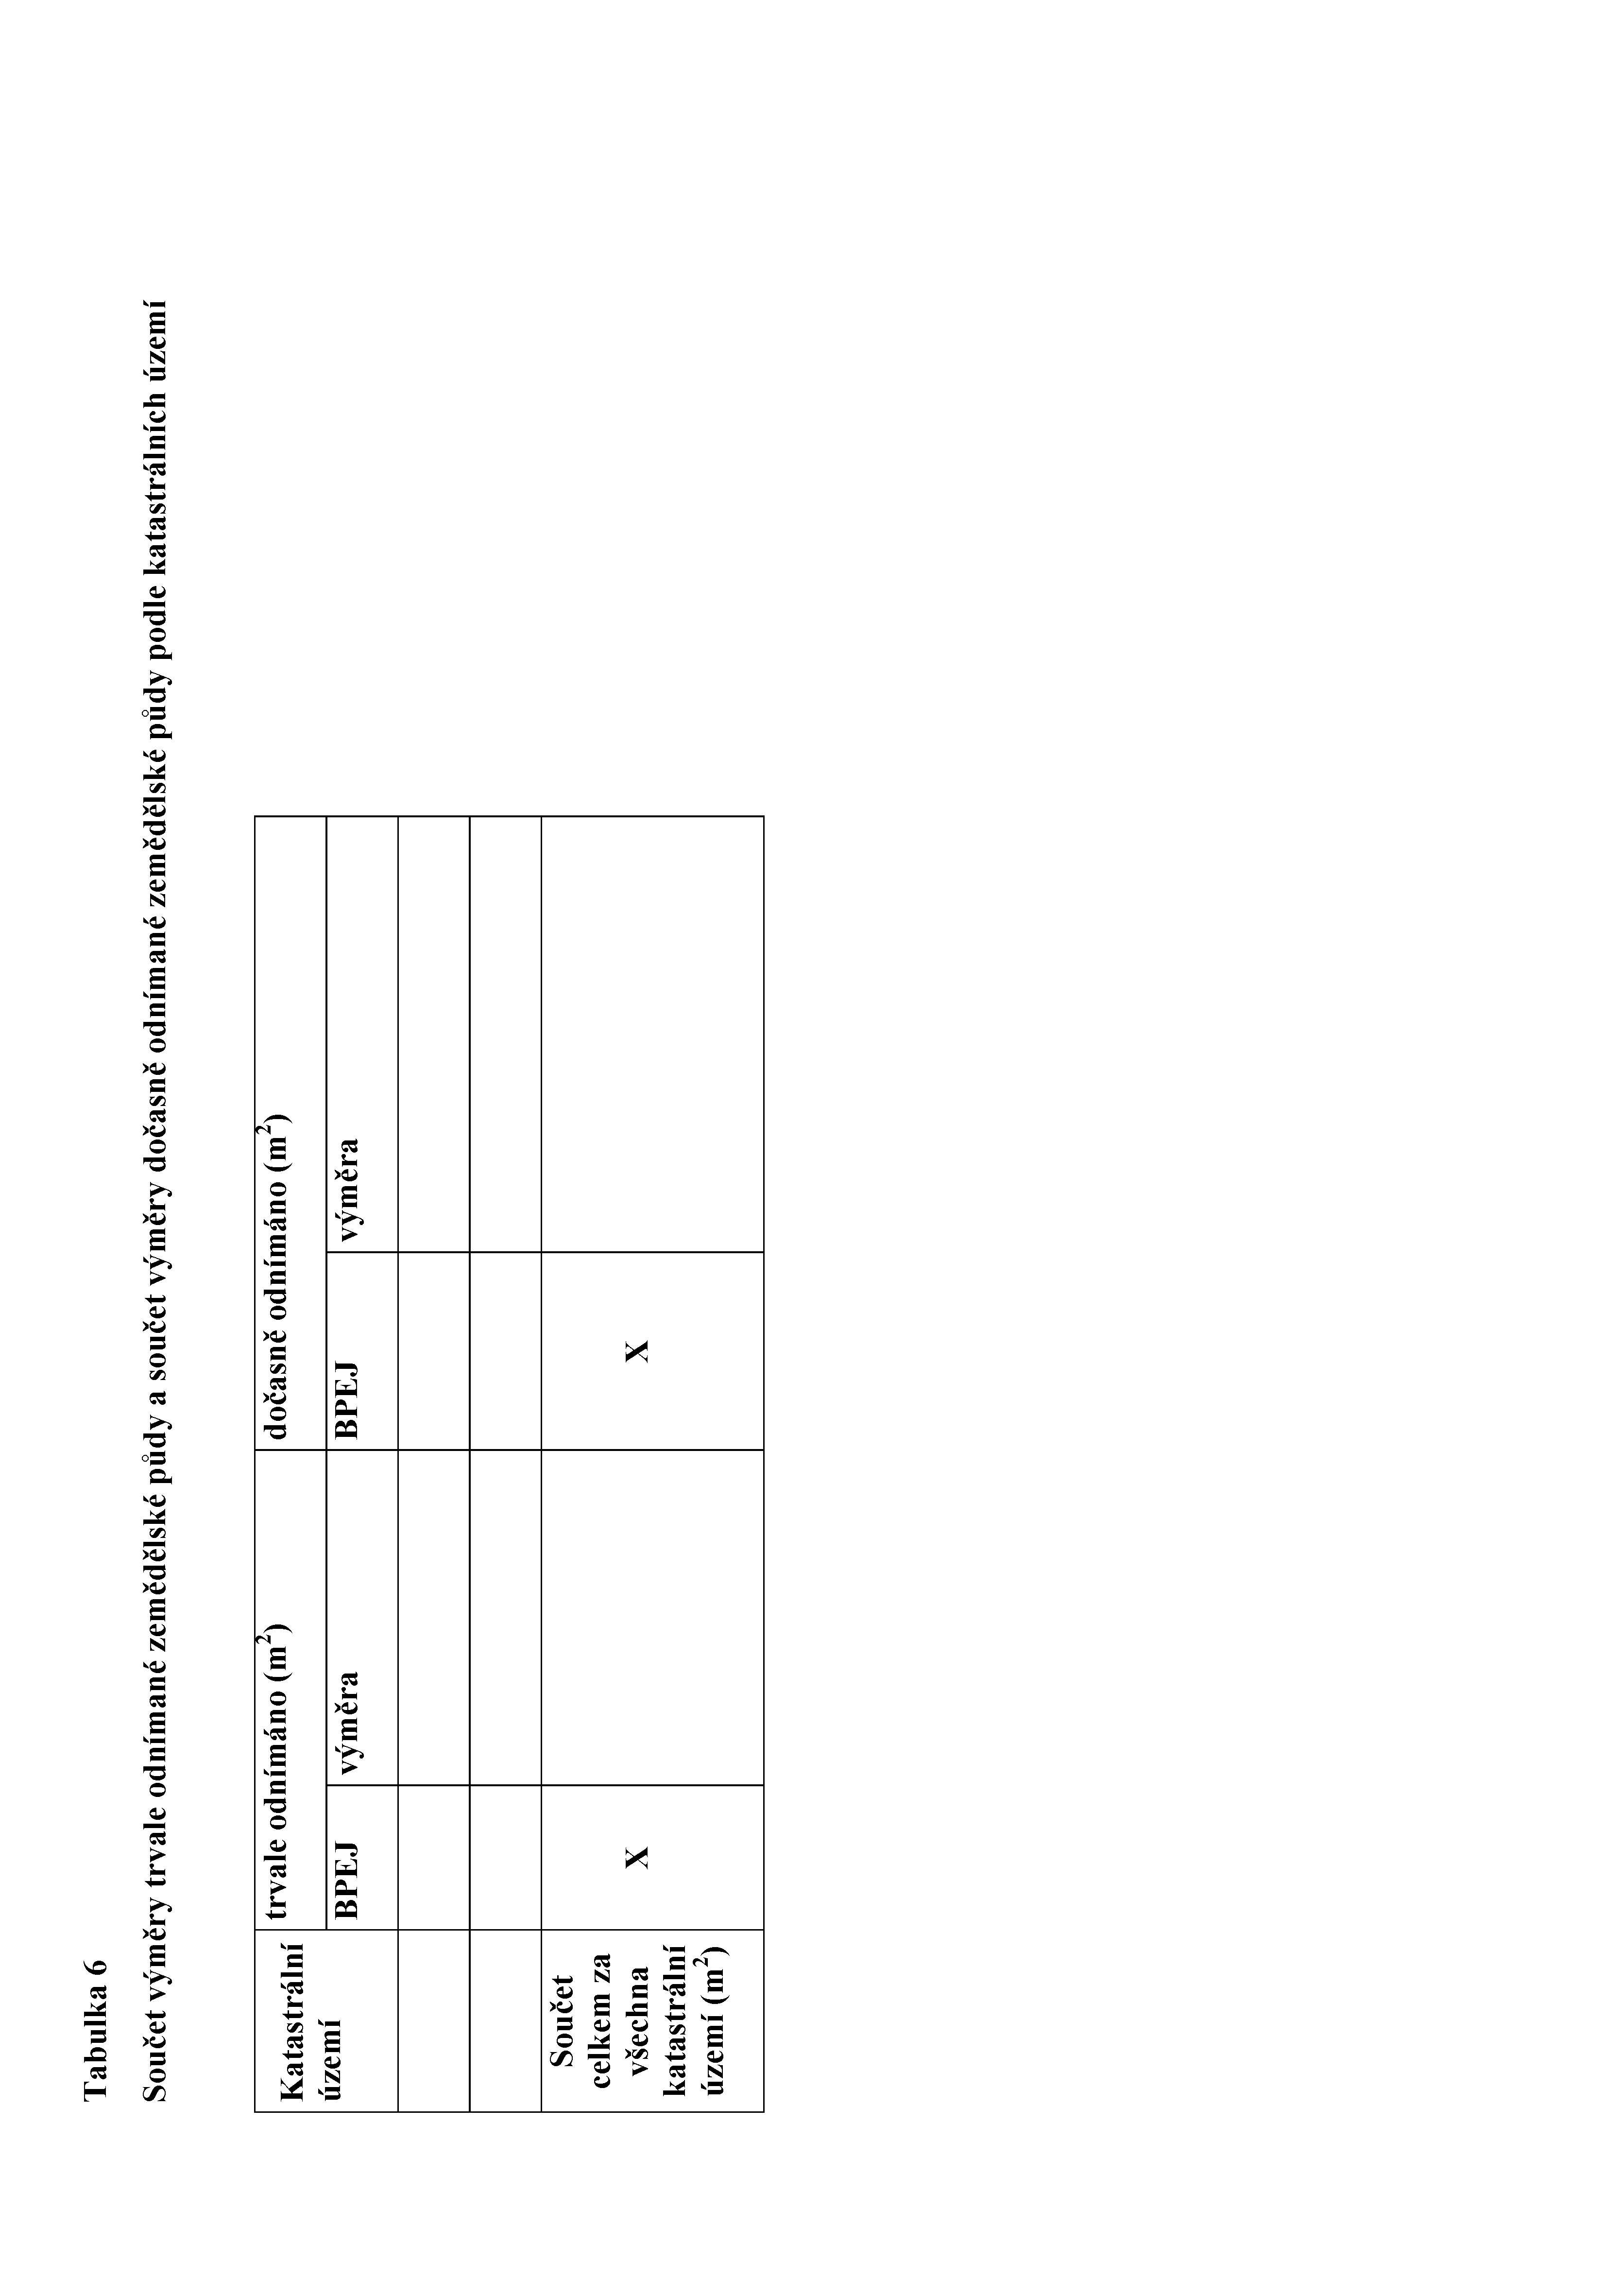 Tabulka 6
Součet výměry trvale odnímané zemědělské půdy a součet výměry dočasně odnímané zemědělské půdy podle katastrálních území
Katastrální
území
trvale odnímáno (m²)
dočasně odnímáno (m²)
BPEJ
výměra
BPEJ
výměra
Součet
celkem za
všechna
katastrální
území (m²)
X
X